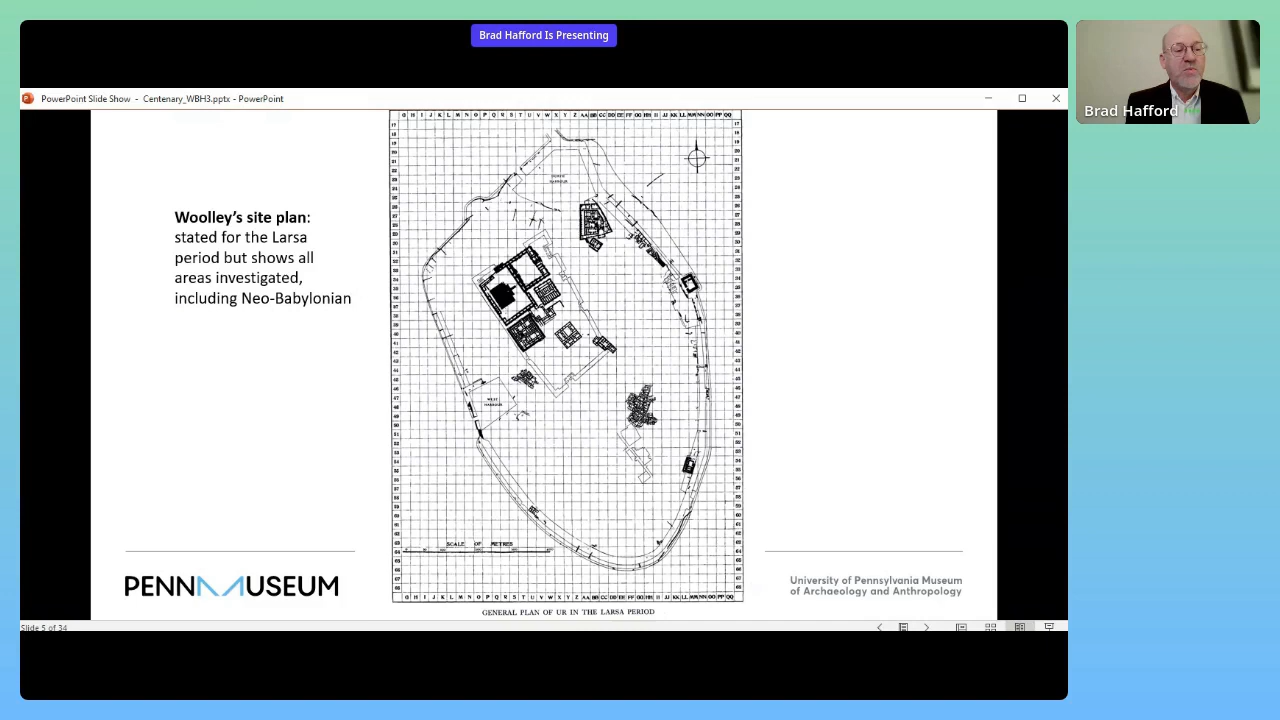 Brad Hafford Is Presenting
PowerPoint Slide Show - Centenary_WBH3.pptx - PowerPoint
Brad Hafford
Woolley's site plan:
stated for the Larsa
period but shows all
areas investigated,
including Neo-Babylonian
WEST
HARBOUR
SCALE OF METRES
GENERAL PLAN OF UR IN THE LARSA PERIOD
PENN MUSEUM
University of Pennsylvania Museum
of Archaeology and Anthropology
Slide 5 of 34